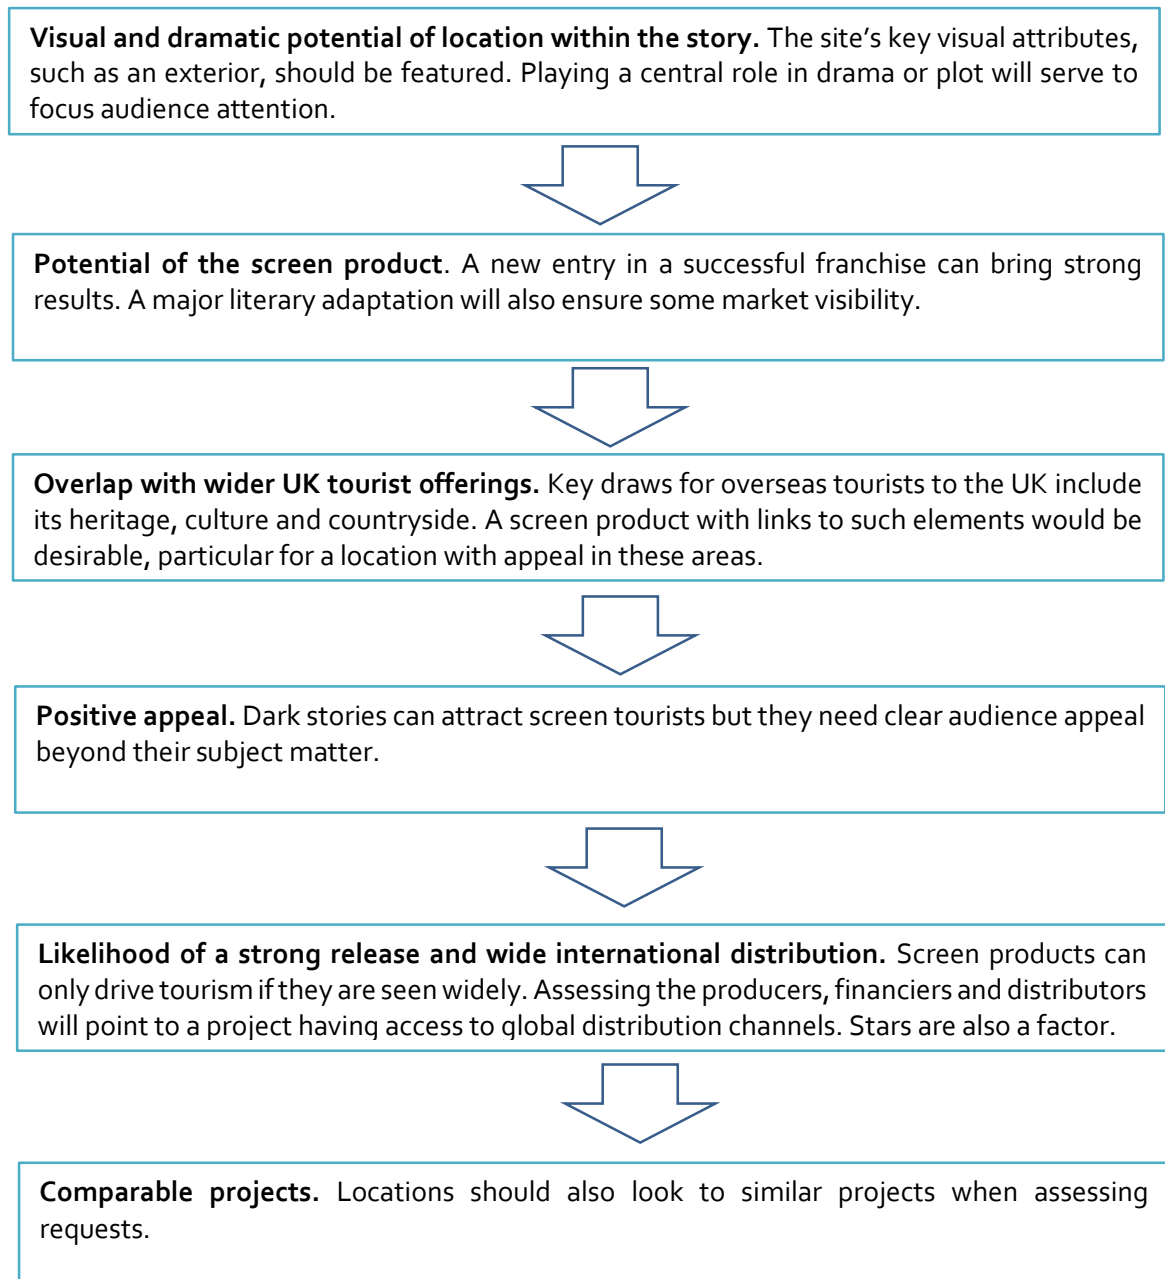 Visual and dramatic potential of location within the story. The site’s key visual attributes,
such as an exterior, should be featured. Playing a central role in drama or plot will serve to
focus audience attention.
Potential of the screen product. A new entry in a successful franchise can bring strong
results. A major literary adaptation will also ensure some market visibility.
Overlap with wider UK tourist offerings. Key draws for overseas tourists to the UK include
its heritage, culture and countryside. A screen product with links to such elements would be
desirable, particular for a location with appeal in these areas.
Positive appeal. Dark stories can attract screen tourists but they need clear audience appeal
beyond their subject matter.
Likelihood of a strong release and wide international distribution. Screen products can
only drive tourism if they are seen widely. Assessing the producers, financiers and distributors
will point to a project having access to global distribution channels. Stars are also a factor.
Comparable projects. Locations should also look to similar projects when assessing
requests.